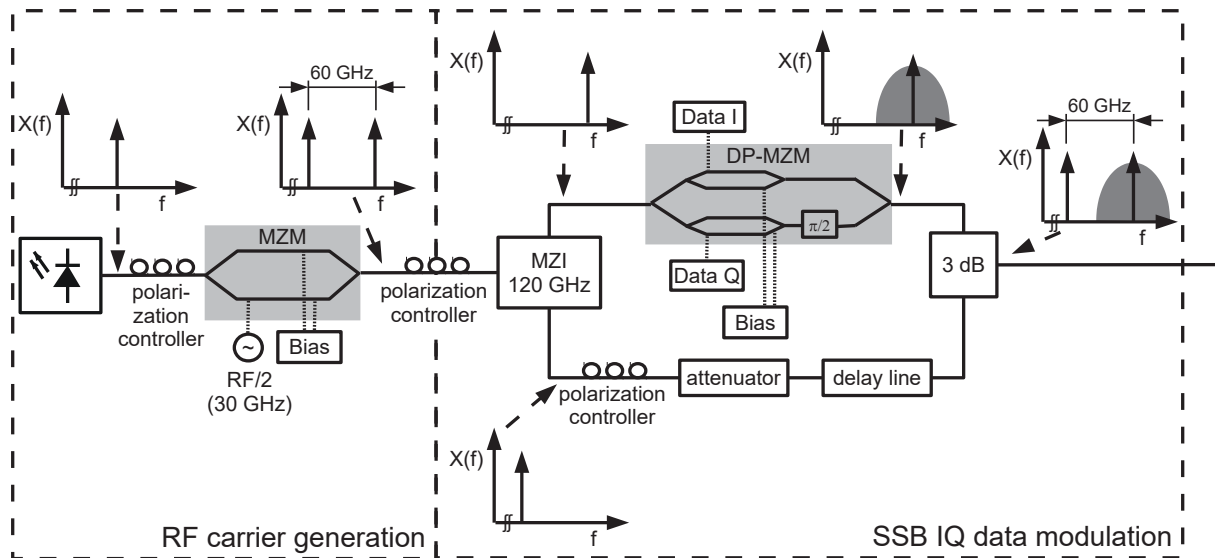 X(f)
f
60 GHz
X(f)
f
X(f)
f
X(f)
f
60 GHz
X(f)
f
MZM
polari-
zation
controller
~
RF/2
(30 GHz)
Bias
polarization
controller
MZI
120 GHz
Data I
DP-MZM
π/2
Data Q
Bias
3 dB
polarization
controller
attenuator
delay line
X(f)
f
RF carrier generation
SSB IQ data modulation